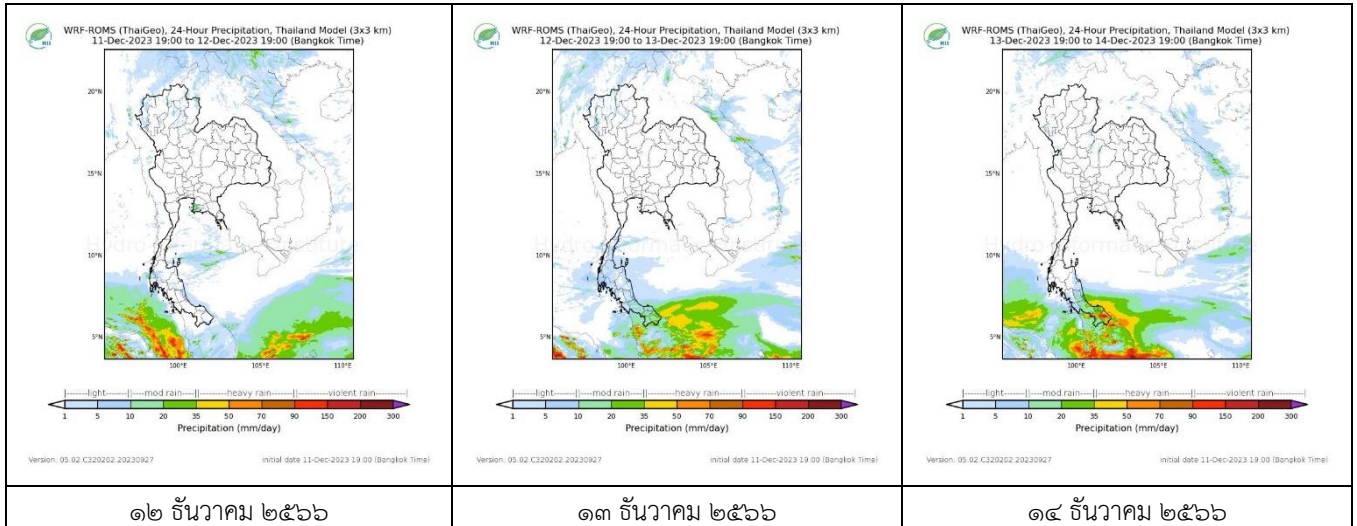 WRF-ROMS (ThaiGeo), 24-Hour Precipitation, Thailand Model (3x3 km)
11-Dec-2023 19:00 to 12-Dec-2023 19:00 (Bangkok Time)
HII
20°N
15°N
10°N
5°N
100°E
105°E
110°E
Hydro Informatics Institute
light
mod rain
heavy rain
violent rain
1 5 10 20 35 50 70 90 150 200 300
Precipitation (mm/day)
Version: 05.02.C320202.20230927
initial date 11-Dec-2023 19:00 (Bangkok Time)
๑๒ ธันวาคม ๒๕๖๖
WRF-ROMS (ThaiGeo), 24-Hour Precipitation, Thailand Model (3x3 km)
12-Dec-2023 19:00 to 13-Dec-2023 19:00 (Bangkok Time)
HII
20°N
15°N
10°N
5°N
100°E
105°E
110°E
Hydro Informatics Institute
light
mod rain
heavy rain
violent rain
1 5 10 20 35 50 70 90 150 200 300
Precipitation (mm/day)
Version: 05.02.C320202.20230927
initial date 11-Dec-2023 19:00 (Bangkok Time)
๑๓ ธันวาคม ๒๕๖๖
WRF-ROMS (ThaiGeo), 24-Hour Precipitation, Thailand Model (3x3 km)
13-Dec-2023 19:00 to 14-Dec-2023 19:00 (Bangkok Time)
HII
20°N
15°N
10°N
5°N
100°E
105°E
110°E
Hydro Informatics Institute
light
mod rain
heavy rain
violent rain
1 5 10 20 35 50 70 90 150 200 300
Precipitation (mm/day)
Version: 05.02.C320202.20230927
initial date 11-Dec-2023 19:00 (Bangkok Time)
๑๔ ธันวาคม ๒๕๖๖